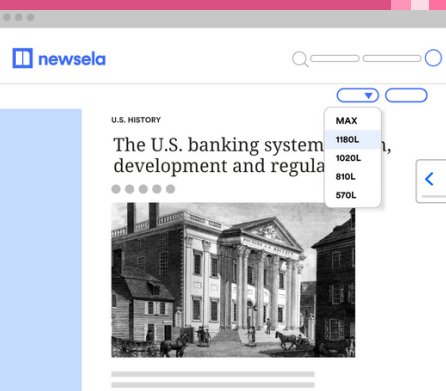 newsela
U.S. HISTORY
The U.S. banking system
development and regula
MAX
1180L
1020L
810L
570L